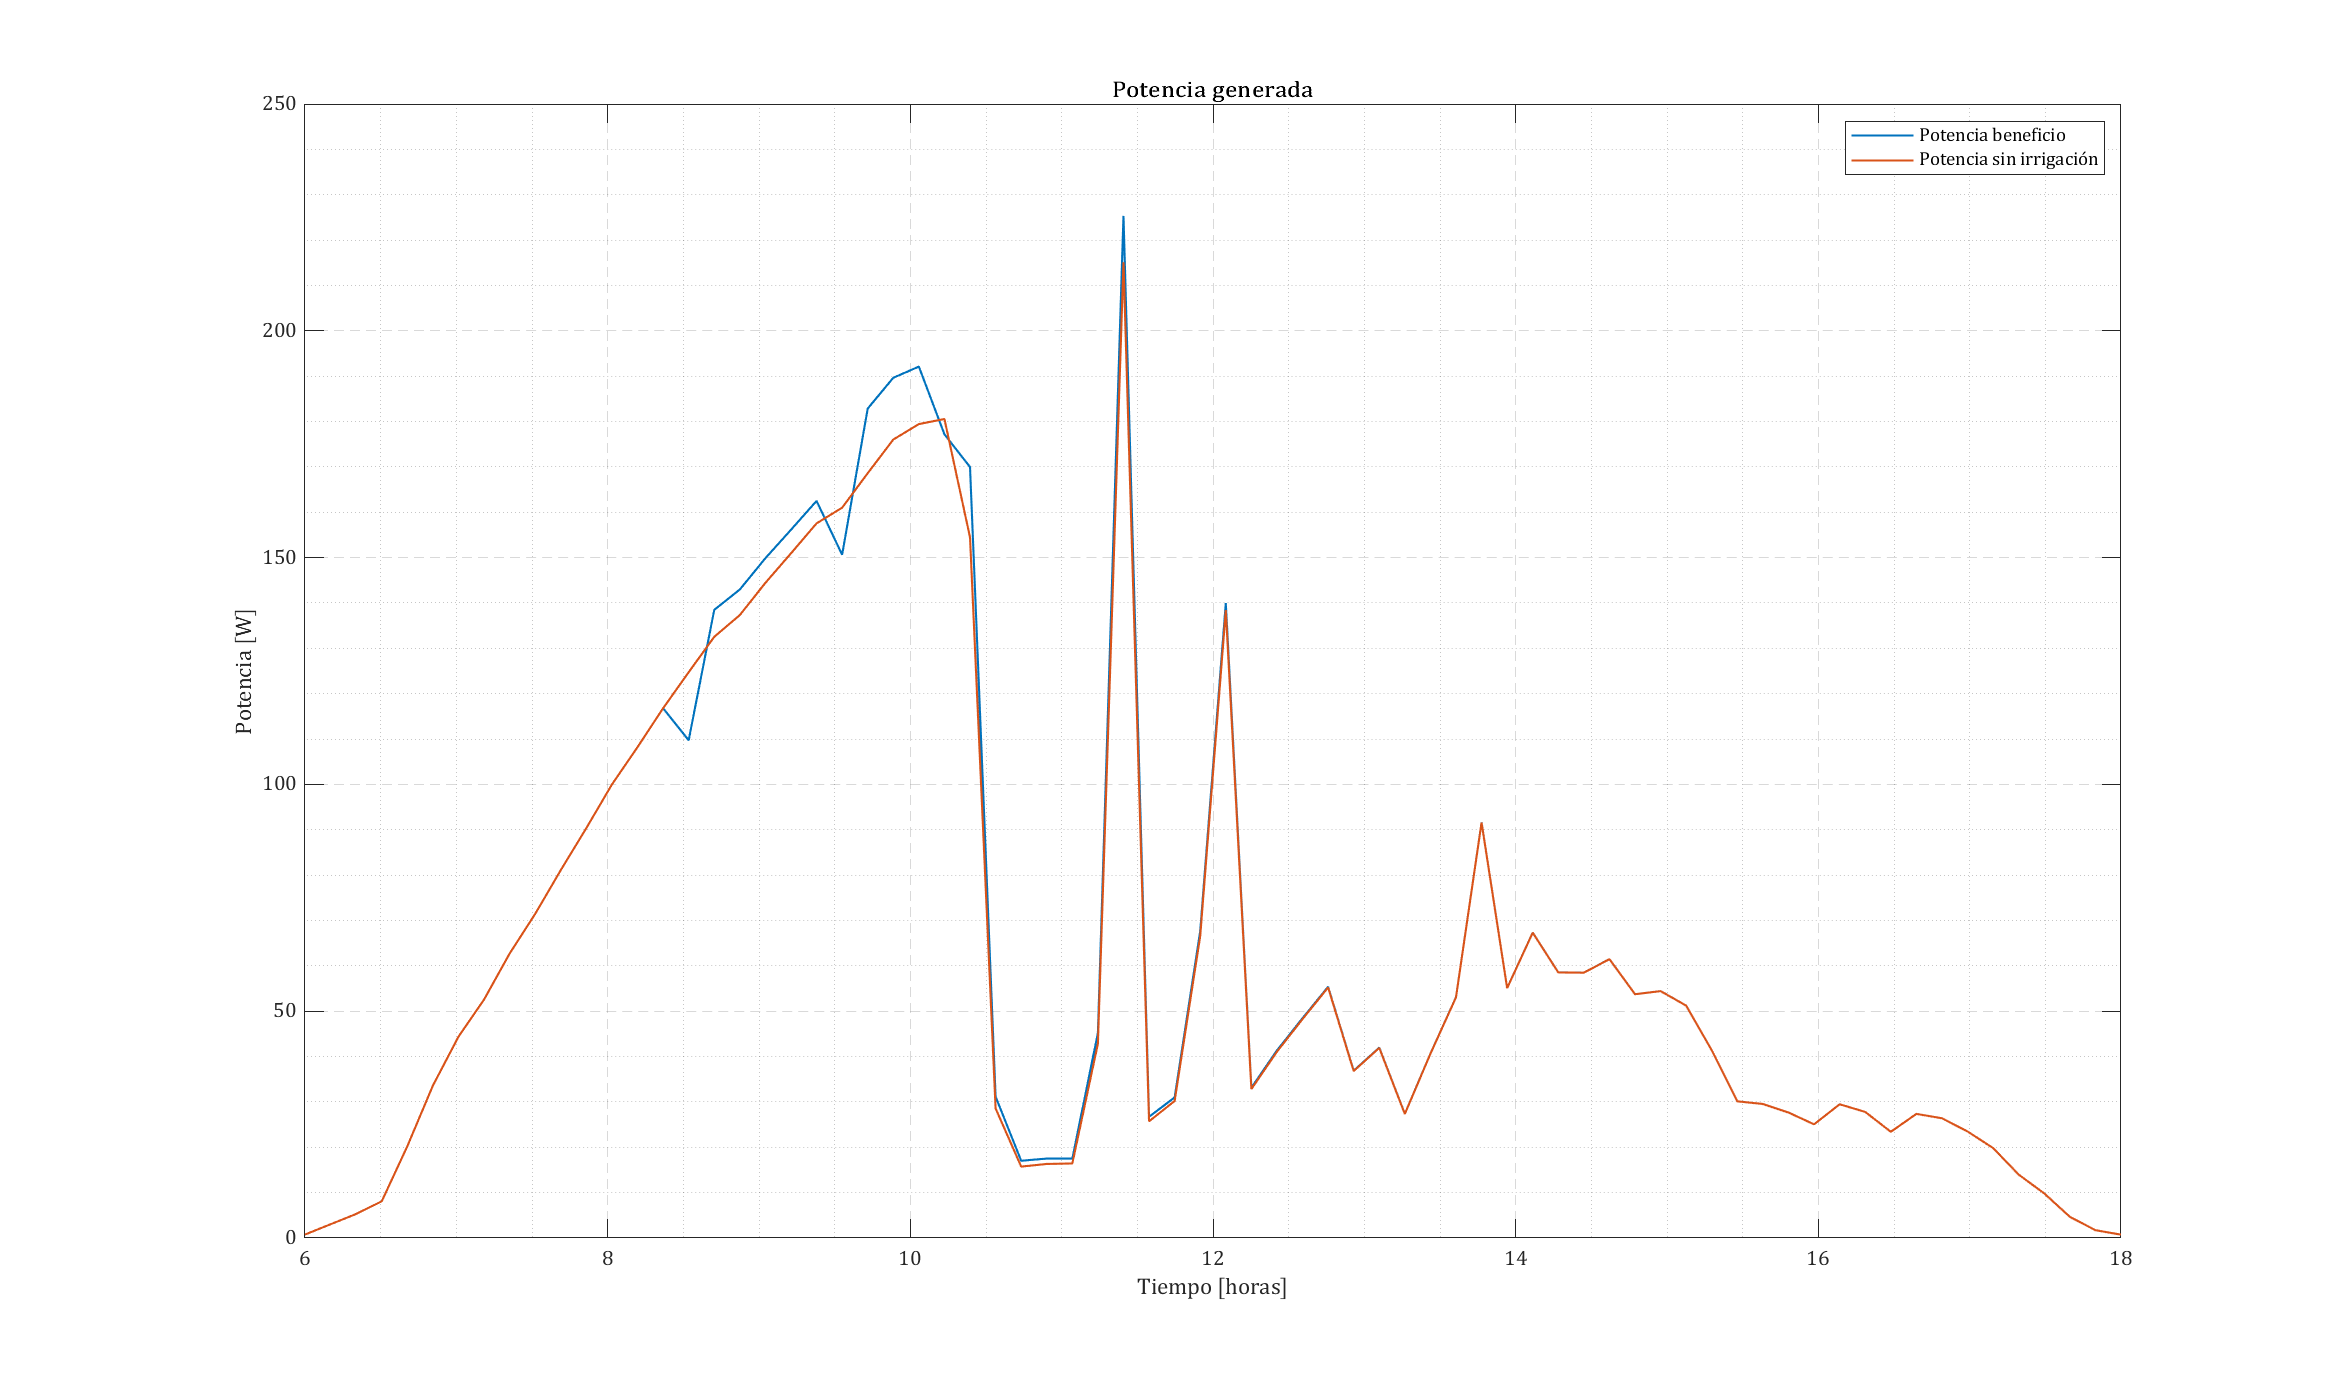 Potencia generada
250
200
150
100
50
0
Potencia [W]
Potencia beneficio
Potencia sin irrigación
6 8 10 12 14 16 18
Tiempo [horas]